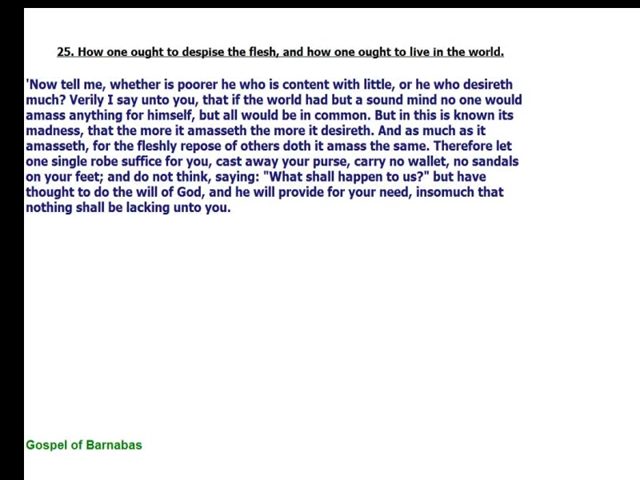 25. How one ought to despise the flesh, and how one ought to live in the world.
'Now tell me, whether is poorer he who is content with little, or he who desireth
much? Verily I say unto you, that if the world had but a sound mind no one would
amass anything for himself, but all would be in common. But in this is known its
madness, that the more it amasseth the more it desireth. And as much as it
amasseth, for the fleshly repose of others doth it amass the same. Therefore let
one single robe suffice for you, cast away your purse, carry no wallet, no sandals
on your feet; and do not think, saying: "What shall happen to us?" but have
thought to do the will of God, and he will provide for your need, insomuch that
nothing shall be lacking unto you.
Gospel of Barnabas